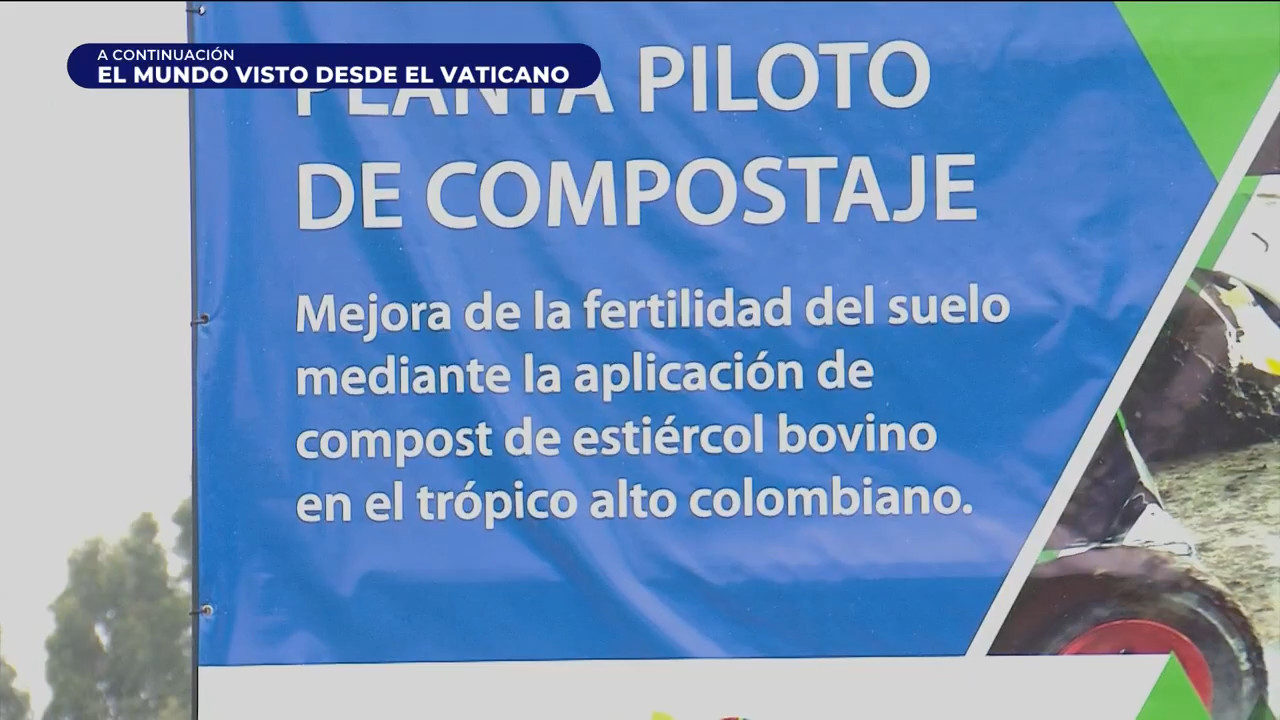 A CONTINUACIÓN
EL MUNDO VISTO DESDE EL VATICANO
PLANTA PILOTO
DE COMPOSTAJE
Mejora de la fertilidad del suelo
mediante la aplicación de
compost de estiércol bovino
en el trópico alto colombiano.